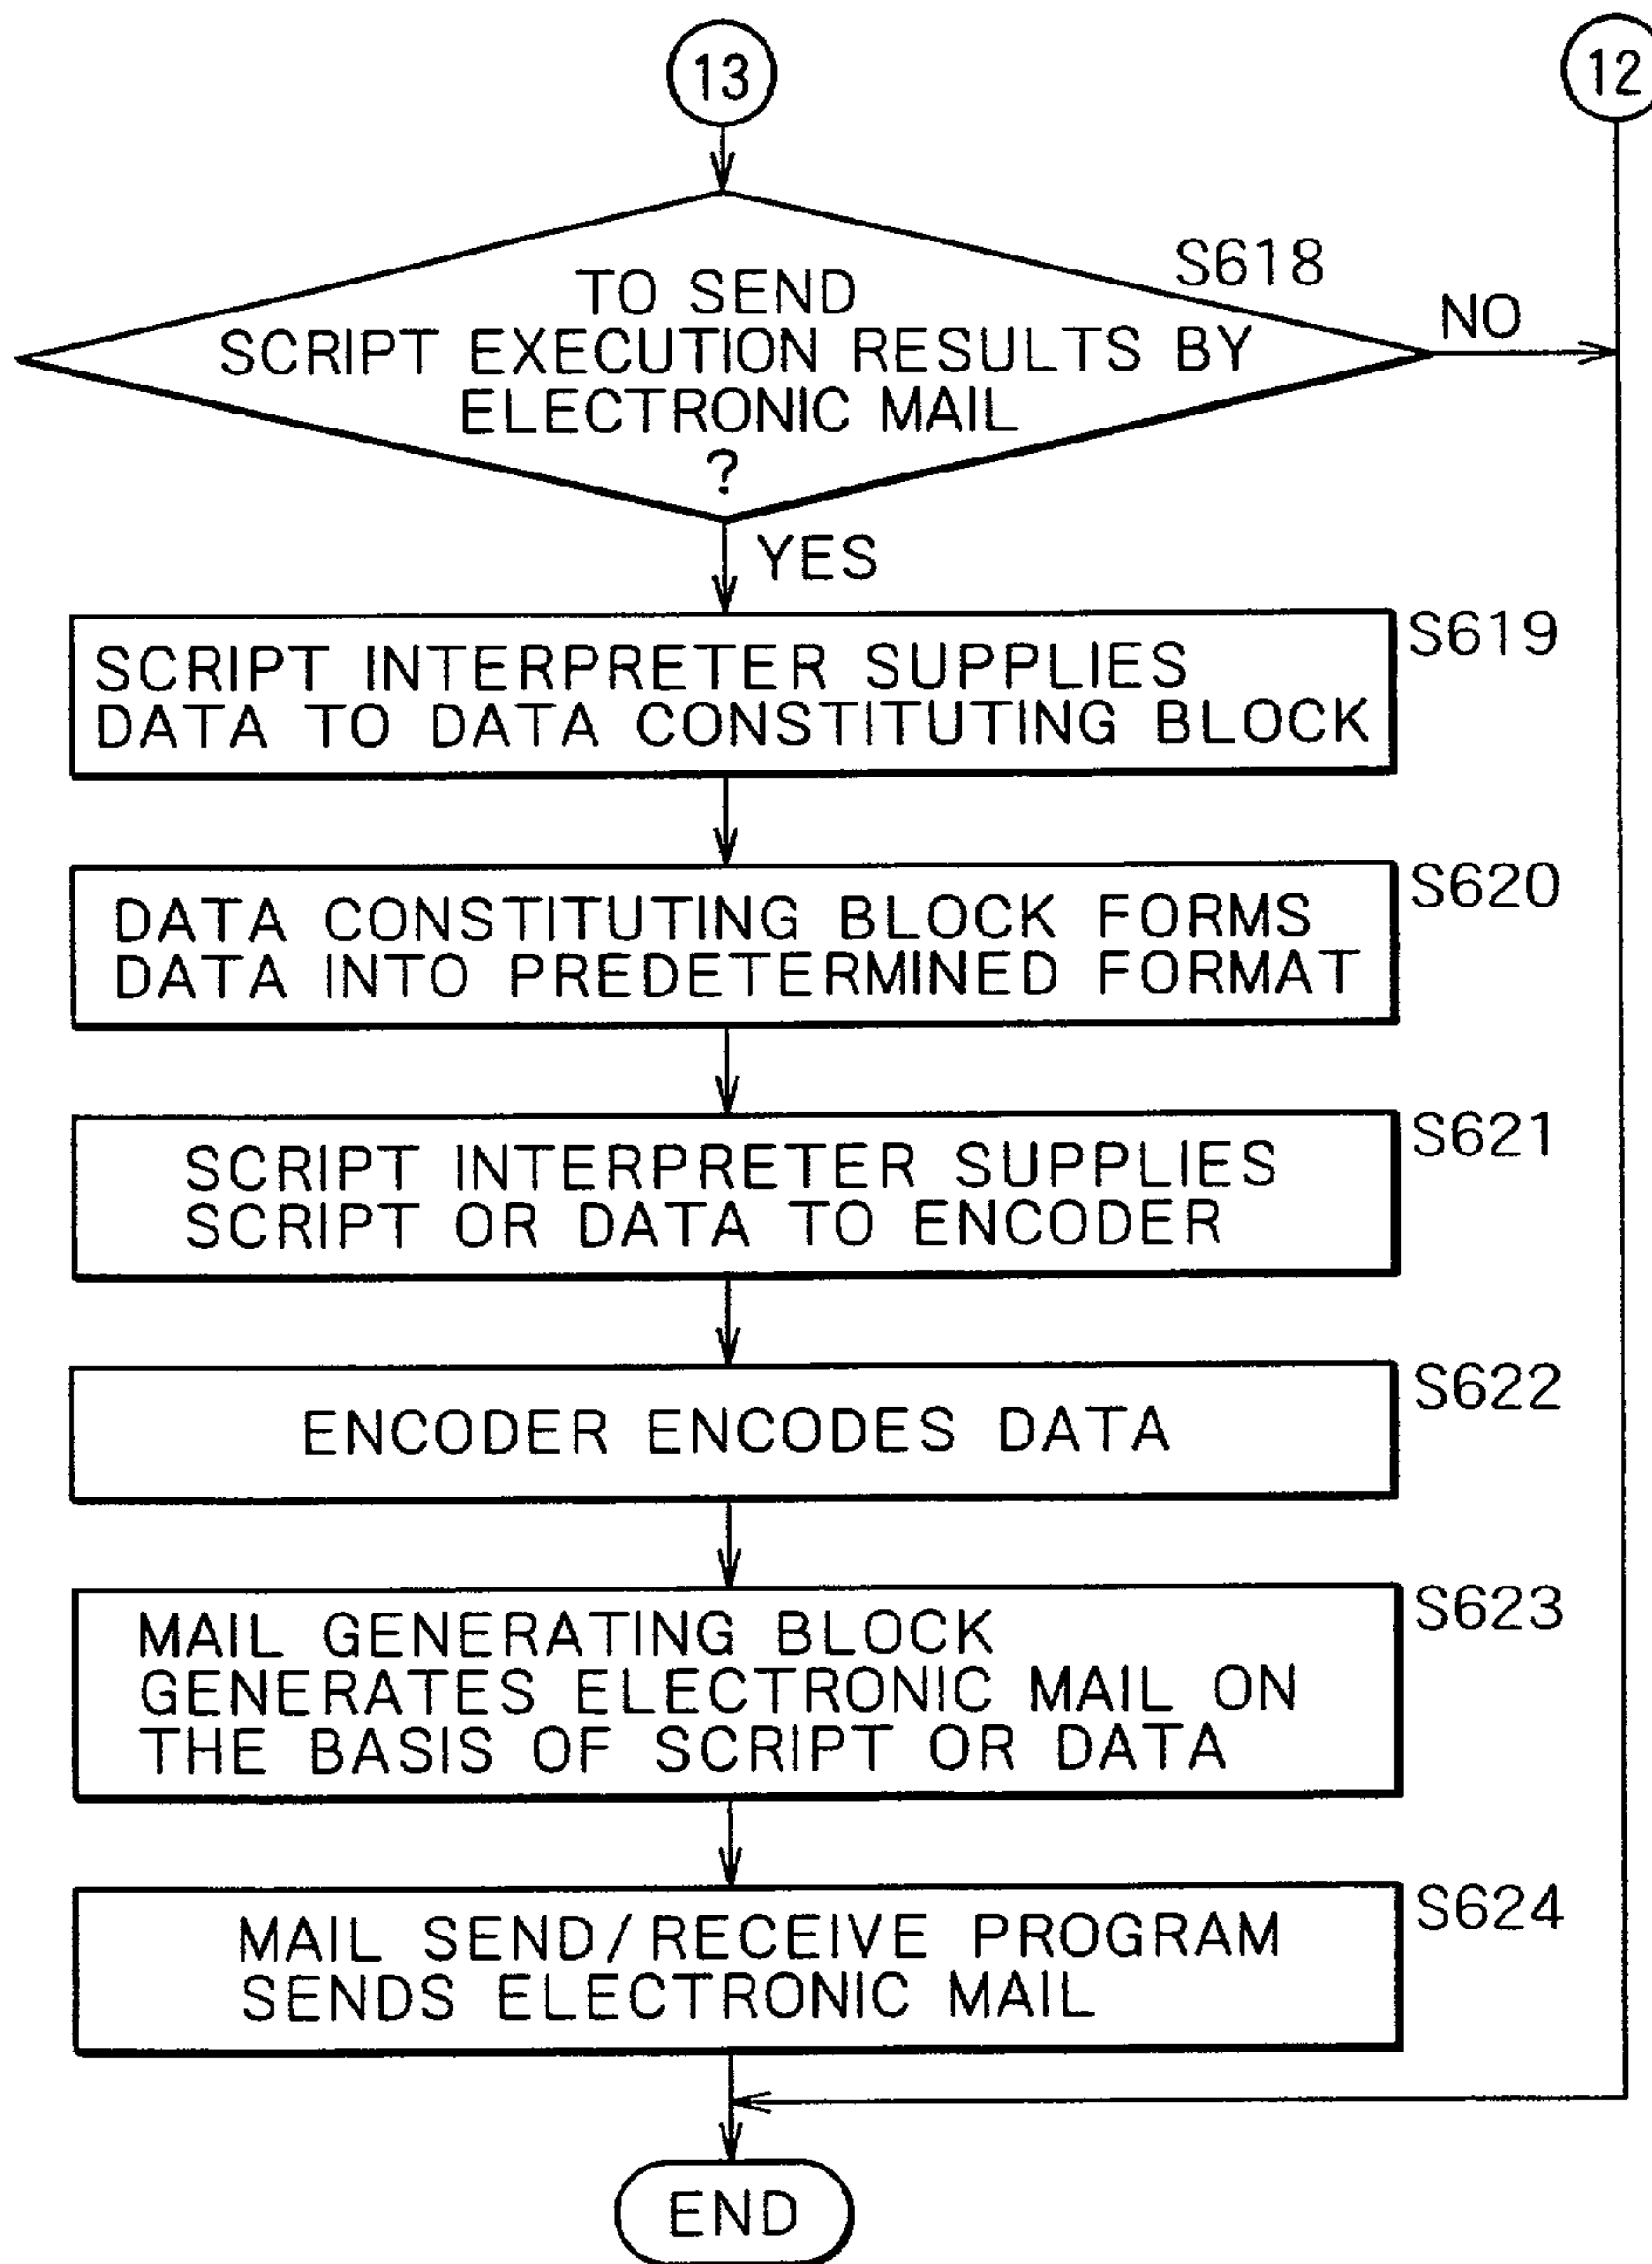 13
12
S618
TO SEND
SCRIPT EXECUTION RESULTS BY
ELECTRONIC MAIL
?
NO
YES
S619
SCRIPT INTERPRETER SUPPLIES
DATA TO DATA CONSTITUTING BLOCK
S620
DATA CONSTITUTING BLOCK FORMS
DATA INTO PREDETERMINED FORMAT
S621
SCRIPT INTERPRETER SUPPLIES
SCRIPT OR DATA TO ENCODER
S622
ENCODER ENCODES DATA
S623
MAIL GENERATING BLOCK
GENERATES ELECTRONIC MAIL ON
THE BASIS OF SCRIPT OR DATA
S624
MAIL SEND/RECEIVE PROGRAM
SENDS ELECTRONIC MAIL
END